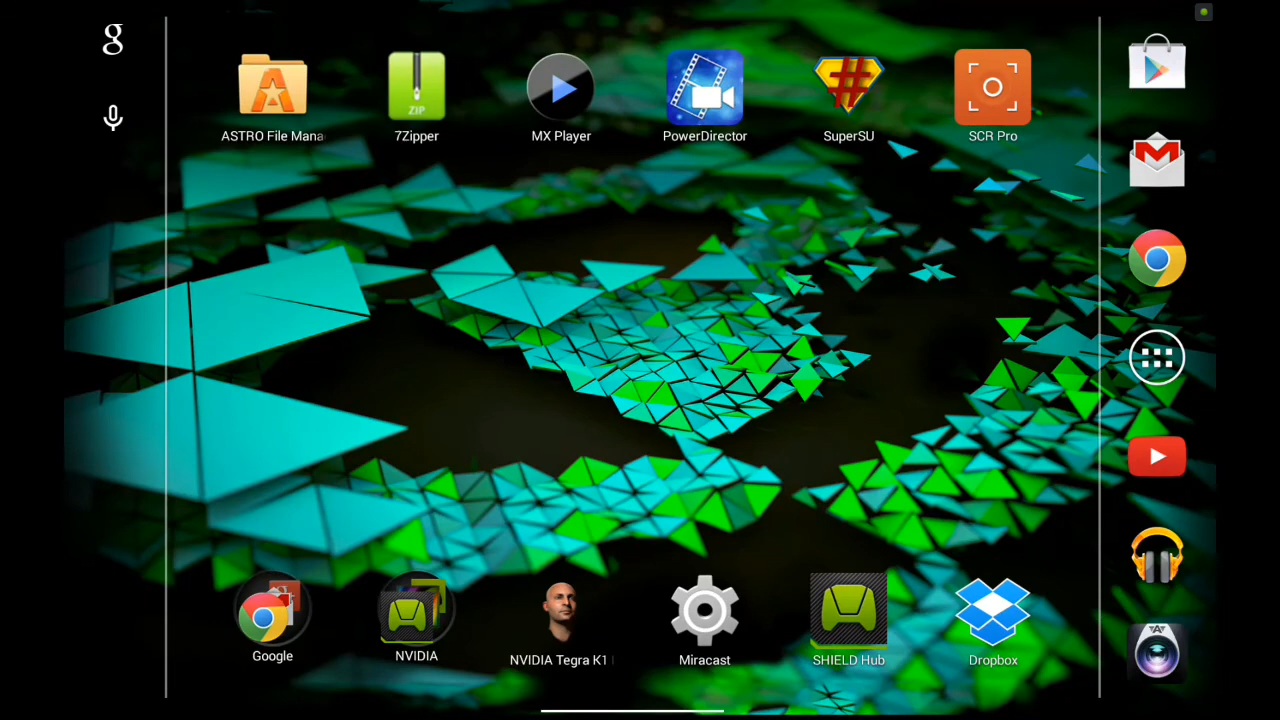 g
ASTRO File Mana
7Zipper
MX Player
PowerDirector
SuperSU
SCR Pro
ZIP
Google
NVIDIA
NVIDIA Tegra K1
Miracast
SHIELD Hub
Dropbox